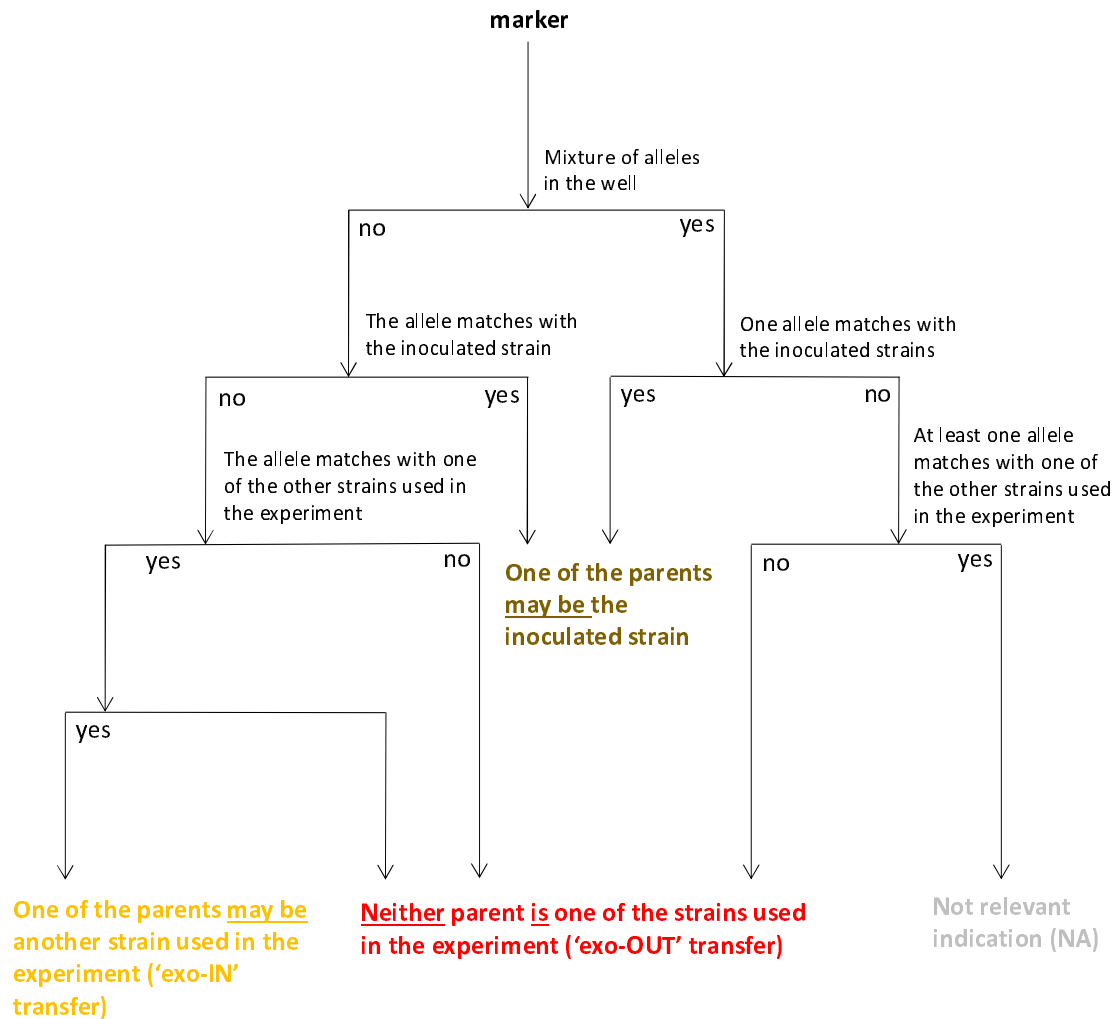 marker
Mixture of alleles
in the well
no
yes
The allele matches with
the inoculated strain
One allele matches with
the inoculated strains
no
yes
yes
no
The allele matches with one
of the other strains used in
the experiment
At least one allele
matches with one of
the other strains used
in the experiment
yes
no
One of the parents
may be the
inoculated strain
no
yes
yes
One of the parents may be
another strain used in the
experiment (‘exo-IN’
transfer)
Neither parent is one of the strains used
in the experiment (‘exo-OUT’ transfer)
Not relevant
indication (NA)